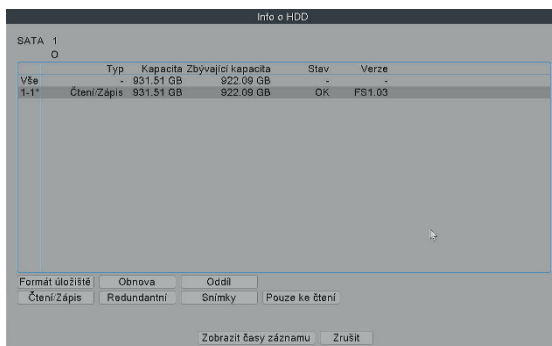 Info o HDD
SATA 1
O
Typ Kapacita Zbývající kapacita Stav Verze
Vše - 931.51 GB 922.09 GB - -
1-1* Čtení/Zápis 931.51 GB 922.09 GB OK FS1.03
Formát úložiště Obnova Oddíl
Čtení/Zápis Redundantní Snímky Pouze ke čtení
Zobrazit časy záznamu Zrušit